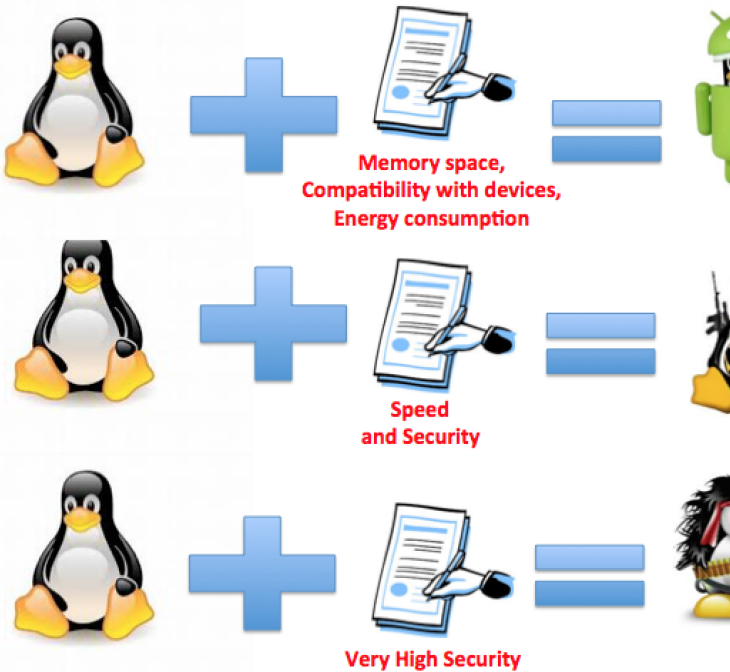 Memory space,
Compatibility with devices,
Energy consumption
Speed
and Security
Very High Security